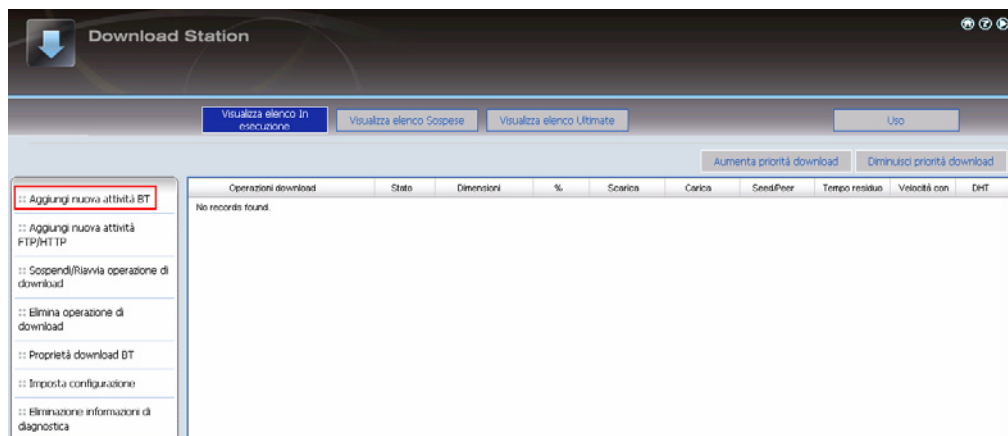 Download Station
Visualizza elenco In
esecuzione
Visualizza elenco Sospese
Visualizza elenco Ultimate
Uso
Aumenta priorità download
Diminuisci priorità download
:: Aggiungi nuova attività BT
:: Aggiungi nuova attività
FTP/HTTP
:: Sospendi/Riavvia operazione di
download
:: Elimina operazione di
download
:: Proprietà download BT
:: Imposta configurazione
:: Eliminazione informazioni di
diagnostica
Operazioni download Stato Dimensioni % Scarica Carica Seed/Peer Tempo residuo Velocità con DHT
No records found.